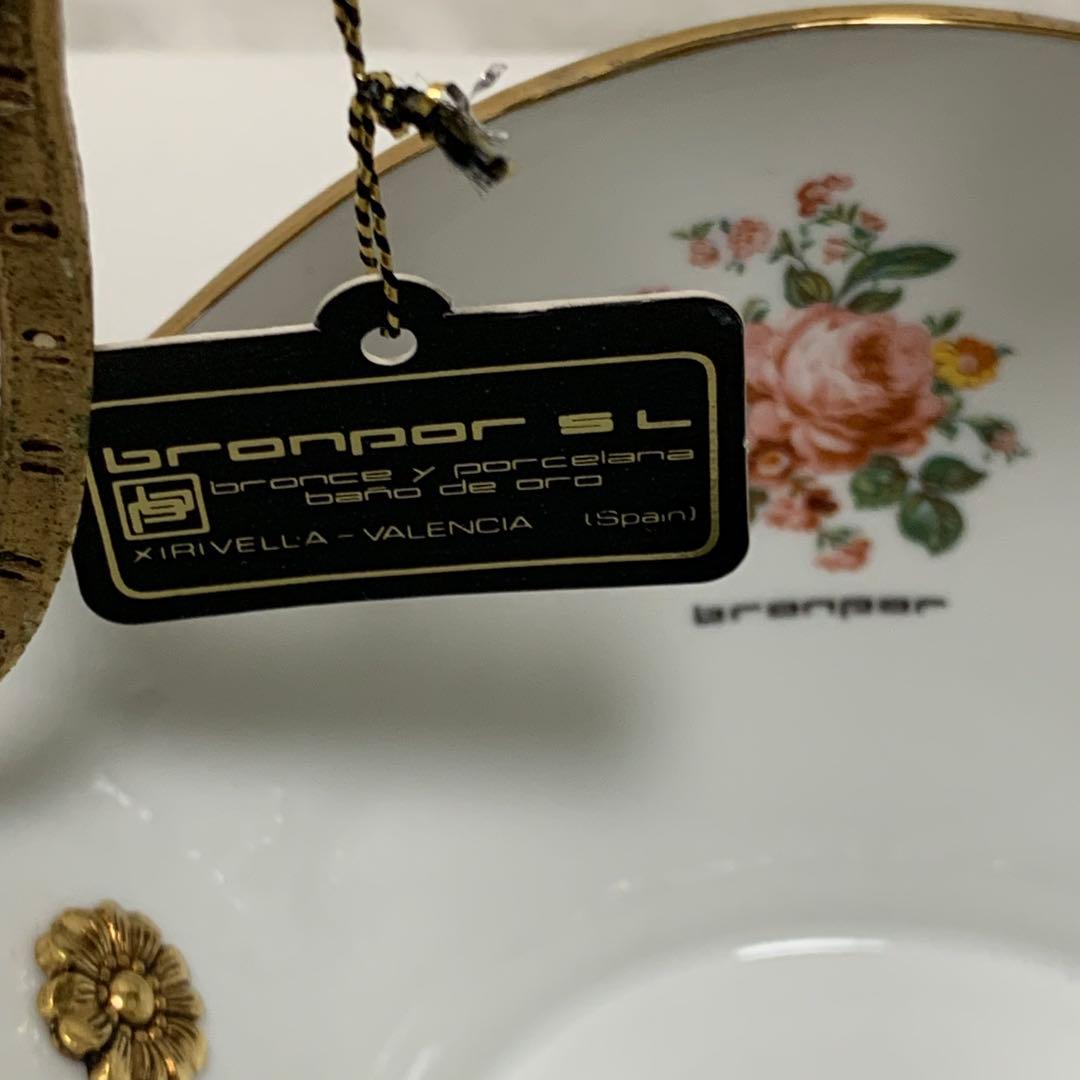 bronpor S L
bronce y porcelana
baño de oro
XIRIVELLA - VALENCIA (Spain)
bronpor